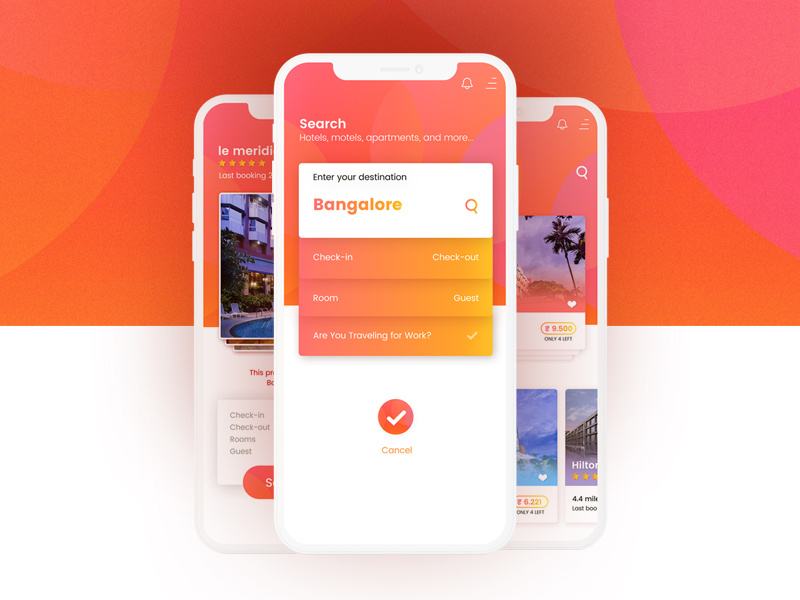 Search
Hotels, motels, apartments, and more...
Enter your destination
Bangalore
Check-in Check-out
Room Guest
Are You Traveling for Work?
Cancel
le meridi
Last booking 2
This pr
Check-in
Check-out
Rooms
Guest
₹ 9.500
ONLY 4 LEFT
₹ 6.221
ONLY 4 LEFT
Hilton
4.4 mile
Last boo